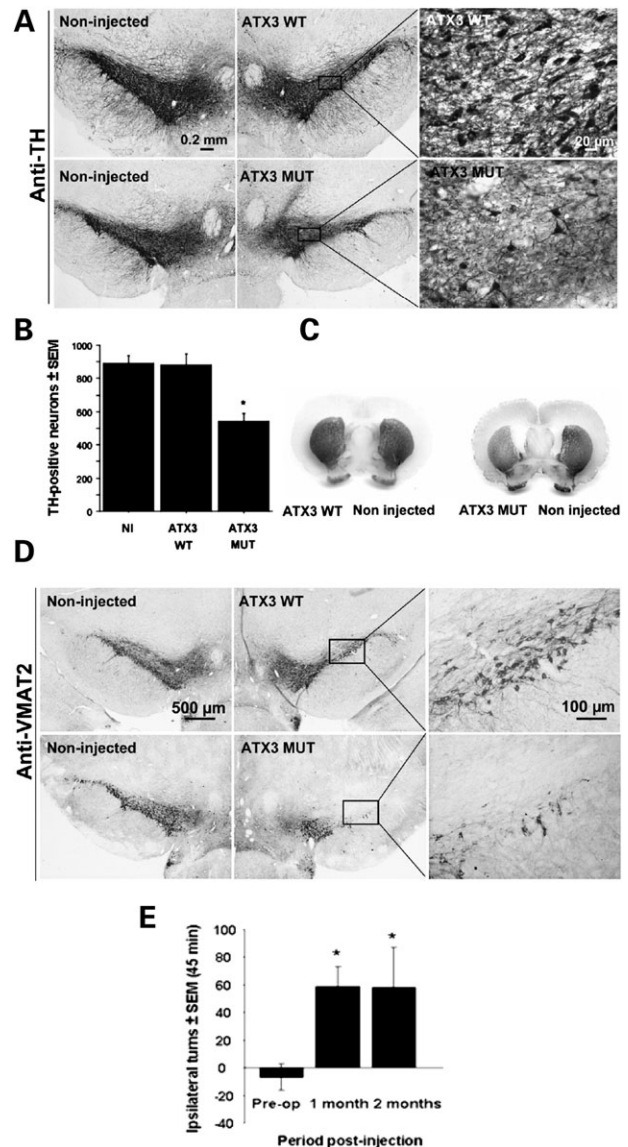 A
Non-injected
ATX3 WT
ATX3 WT
0.2 mm
20 µm
Anti-TH
Non-injected
ATX3 MUT
ATX3 MUT
B
TH-positive neurons ± SEM
1000
800
600
400
200
0
*
NI
ATX3 WT
ATX3 MUT
C
ATX3 WT
Non injected
ATX3 MUT
Non injected
D
Non-injected
ATX3 WT
500 µm
100 µm
Anti-VMAT2
Non-injected
ATX3 MUT
E
Ipsilateral turns ± SEM (45 min)
100
80
60
40
20
0
-20
-40
*
*
Pre-op
1 month
2 months
Period post-injection